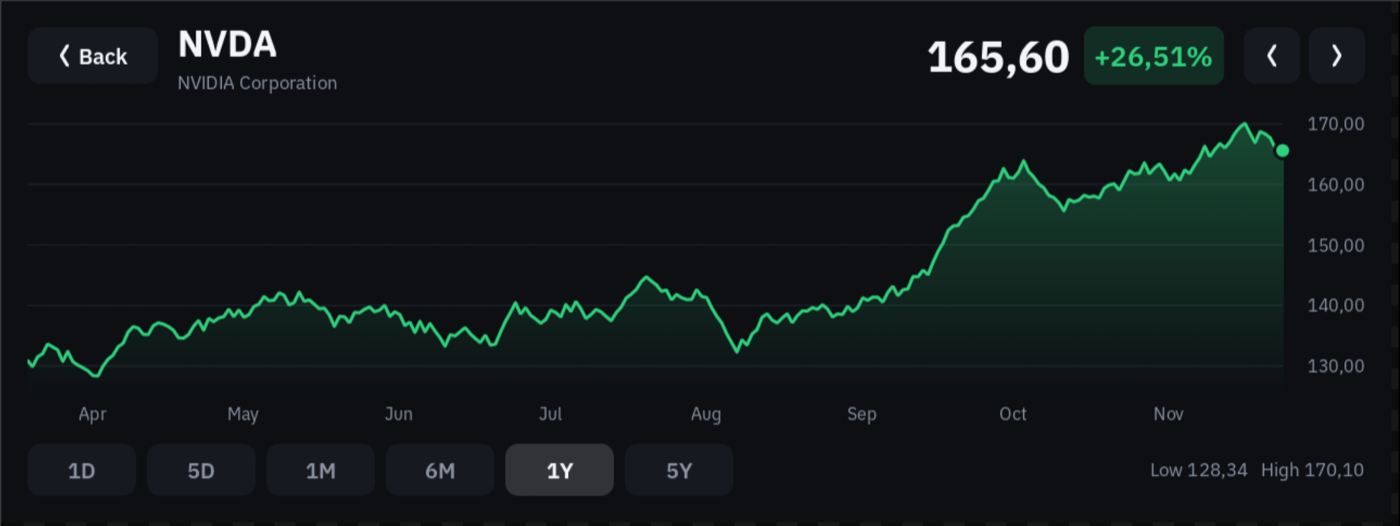 Back
NVDA
NVIDIA Corporation
165,60
+26,51%
170,00
160,00
150,00
140,00
130,00
Apr May Jun Jul Aug Sep Oct Nov
1D 5D 1M 6M 1Y 5Y
Low 128,34 High 170,10